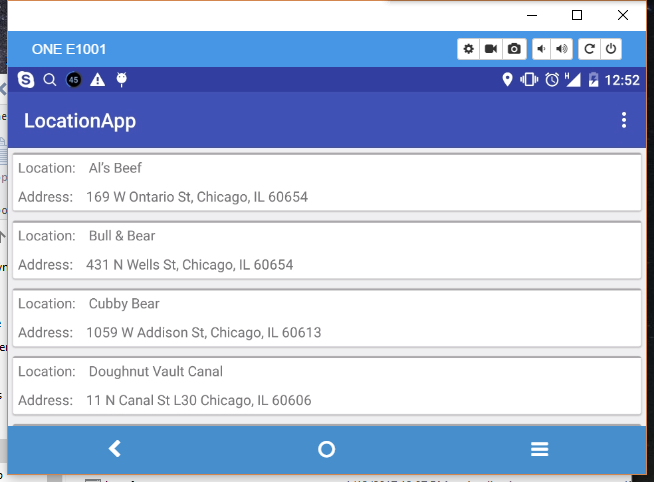 ONE E1001
45
H
12:52
LocationApp
Location: Al's Beef
Address: 169 W Ontario St, Chicago, IL 60654
Location: Bull & Bear
Address: 431 N Wells St, Chicago, IL 60654
Location: Cubby Bear
Address: 1059 W Addison St, Chicago, IL 60613
Location: Doughnut Vault Canal
Address: 11 N Canal St L30 Chicago, IL 60606